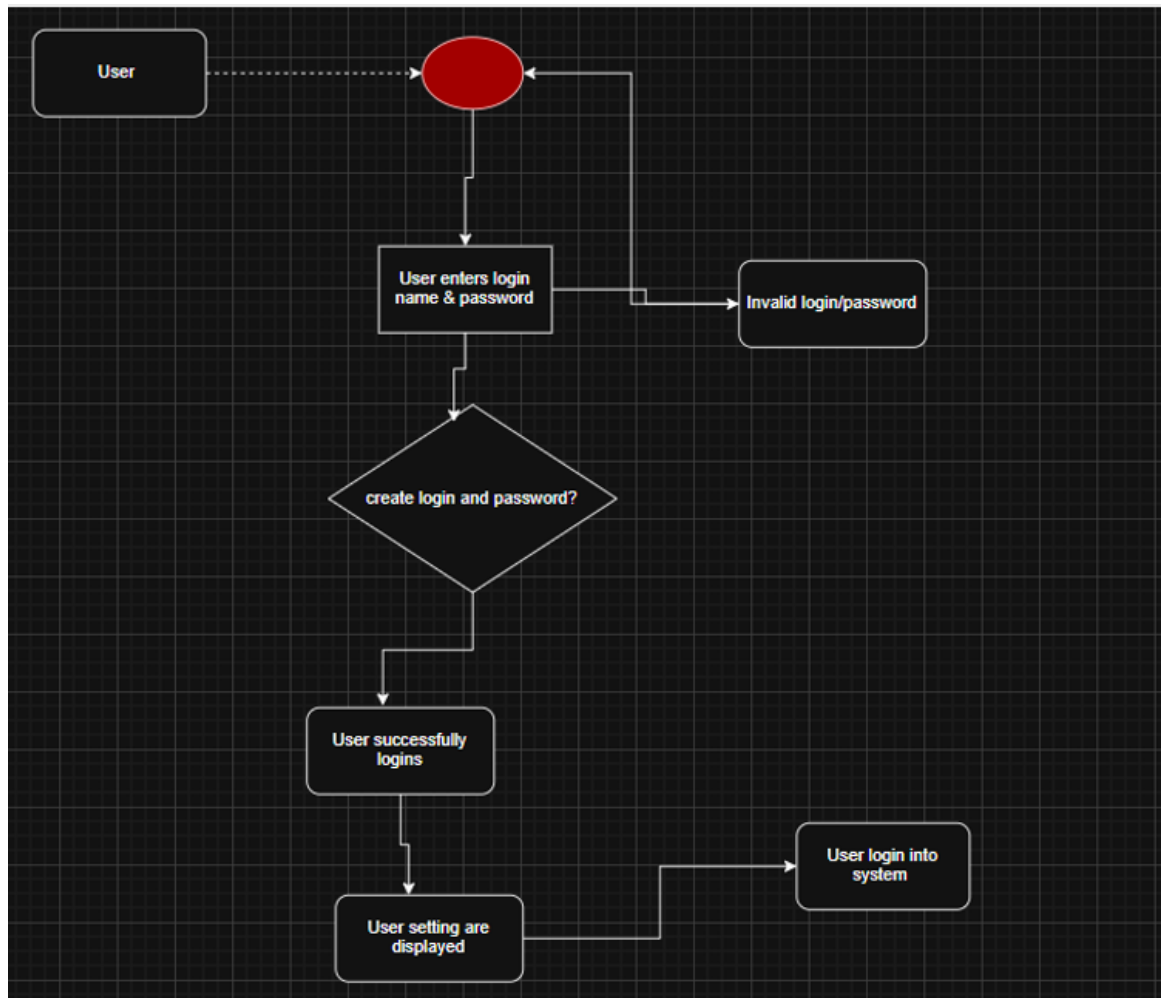 User
User enters login
name & password
Invalid login/password
create login and password?
User successfully
logins
User login into
system
User setting are
displayed